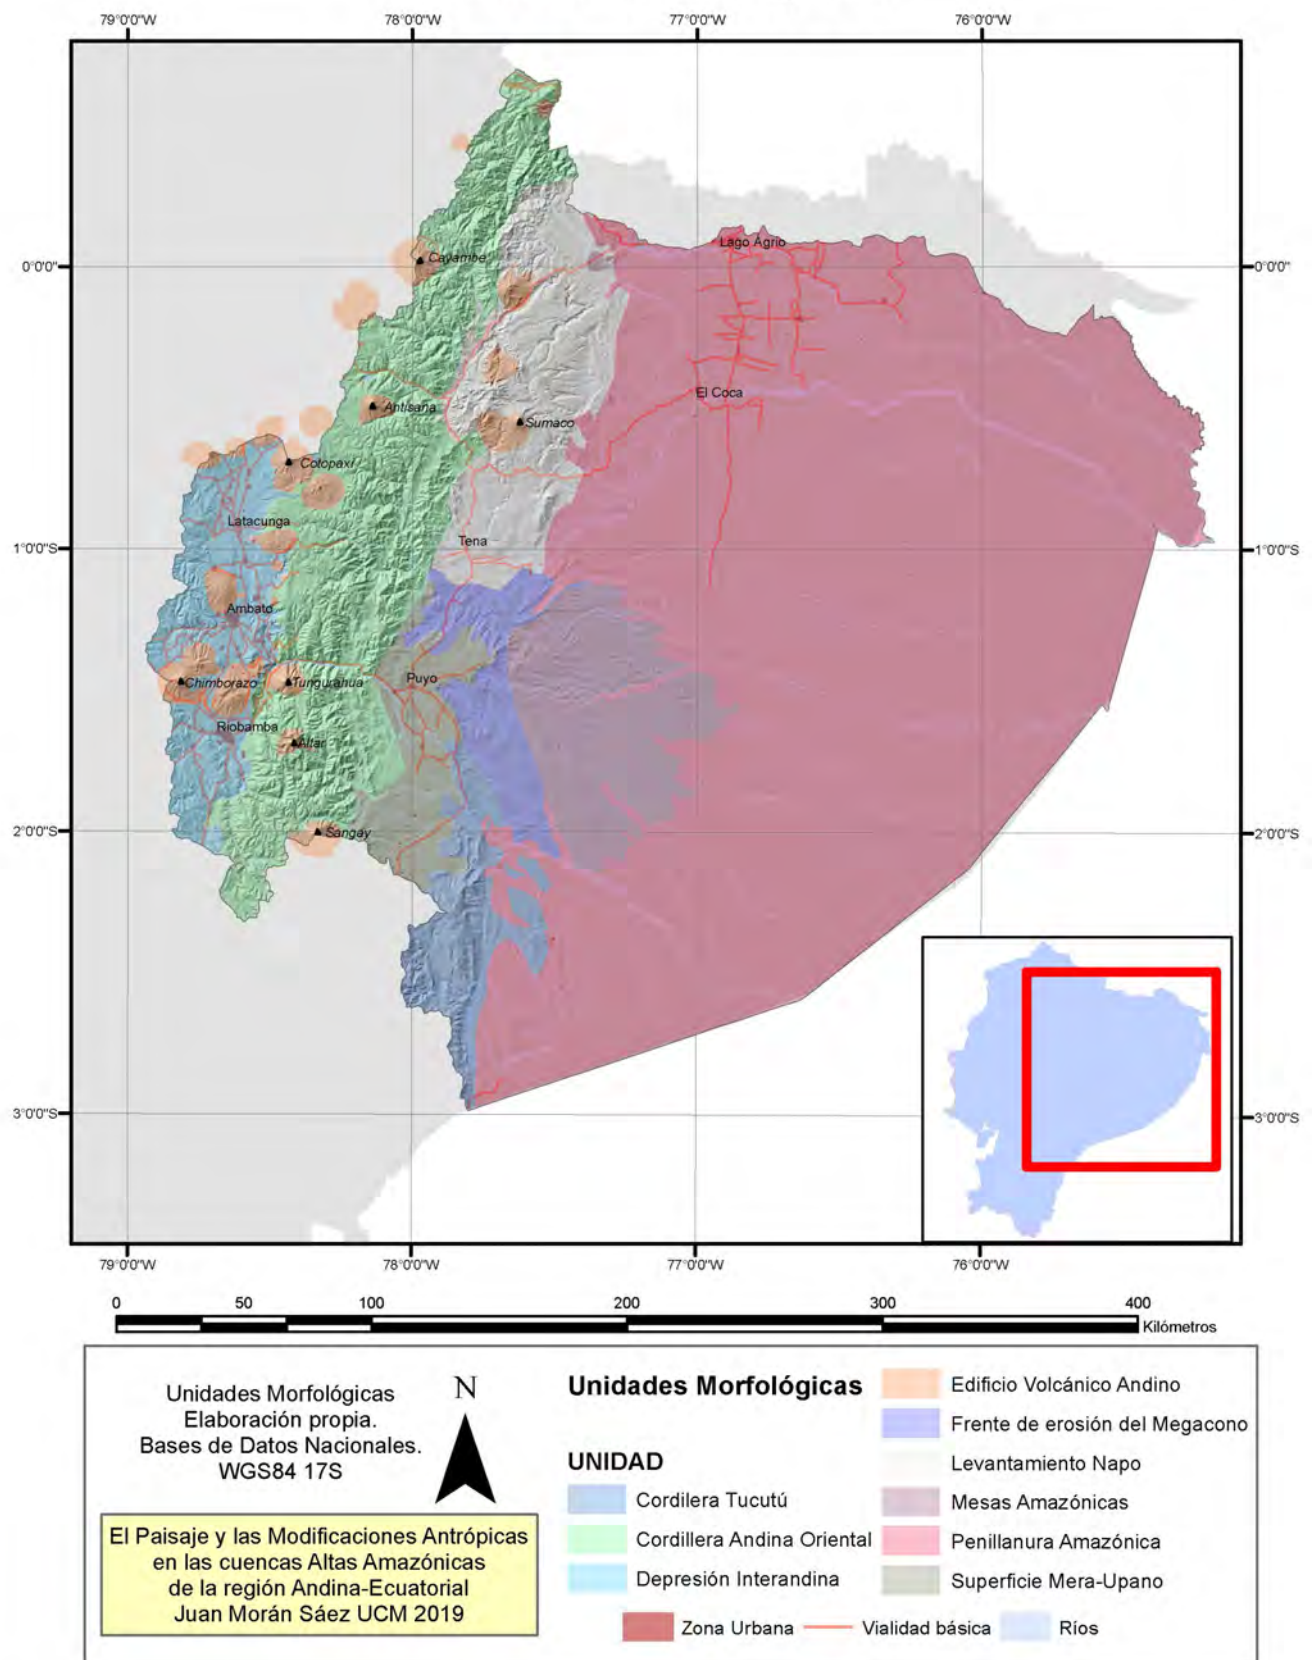 79°0'0"W
78°0'0"W
77°0'0"W
76°0'0"W
0°0'0"
0°0'0"
1°0'0"S
1°0'0"S
2°0'0"S
2°0'0"S
3°0'0"S
3°0'0"S
Lago Agrio
Cayambe
El Coca
Antisana
Sumaco
Cotopaxi
Latacunga
Tena
Ambato
Puyo
Chimborazo
Tungurahua
Riobamba
Altar
Sangay
79°0'0"W
78°0'0"W
77°0'0"W
76°0'0"W
0
50
100
200
300
400
Kilómetros
Unidades Morfológicas
Elaboración propia.
Bases de Datos Nacionales.
WGS84 17S
N
El Paisaje y las Modificaciones Antrópicas
en las cuencas Altas Amazónicas
de la región Andina-Ecuatorial
Juan Morán Sáez UCM 2019
Unidades Morfológicas
UNIDAD
Cordilera Tucutú
Cordillera Andina Oriental
Depresión Interandina
Edificio Volcánico Andino
Frente de erosión del Megacono
Levantamiento Napo
Mesas Amazónicas
Penillanura Amazónica
Superficie Mera-Upano
Zona Urbana
Vialidad básica
Ríos